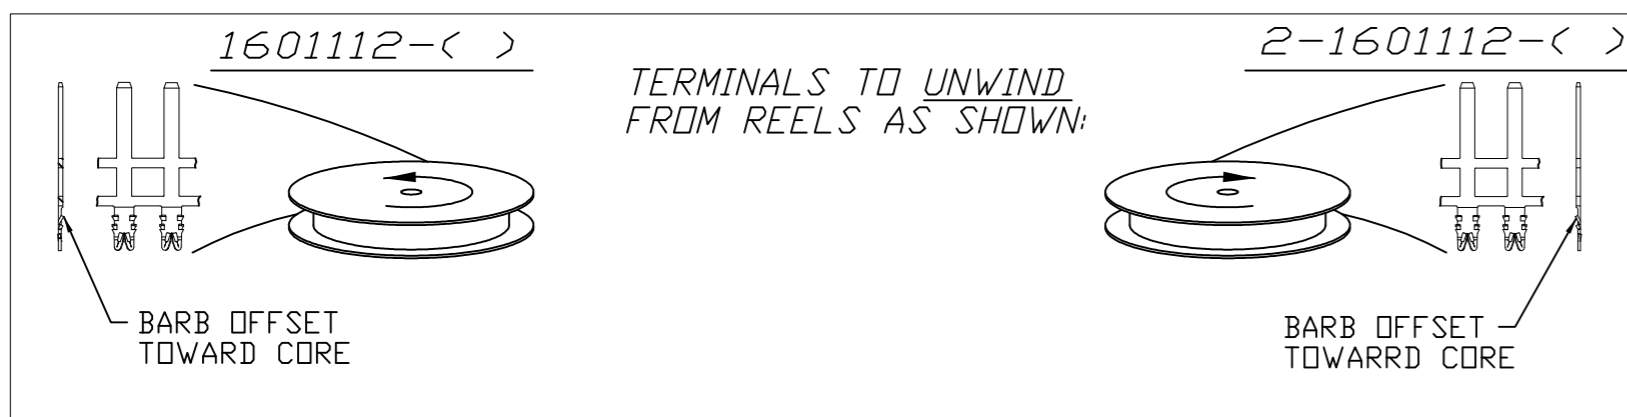 1601112-( )
2-1601112-( )
TERMINALS TO UNWIND
FROM REELS AS SHOWN:
BARB OFFSET
TOWARD CORE
BARB OFFSET
TOWARRD CORE